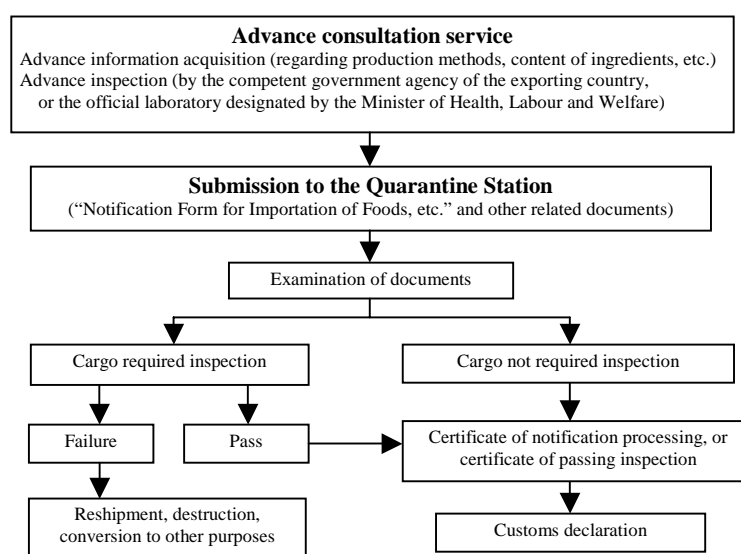 Advance consultation service
Advance information acquisition (regarding production methods, content of ingredients, etc.)
Advance inspection (by the competent government agency of the exporting country,
or the official laboratory designated by the Minister of Health, Labour and Welfare)
Submission to the Quarantine Station
(“Notification Form for Importation of Foods, etc.” and other related documents)
Examination of documents
Cargo required inspection
Cargo not required inspection
Failure
Pass
Certificate of notification processing, or
certificate of passing inspection
Reshipment, destruction,
conversion to other purposes
Customs declaration